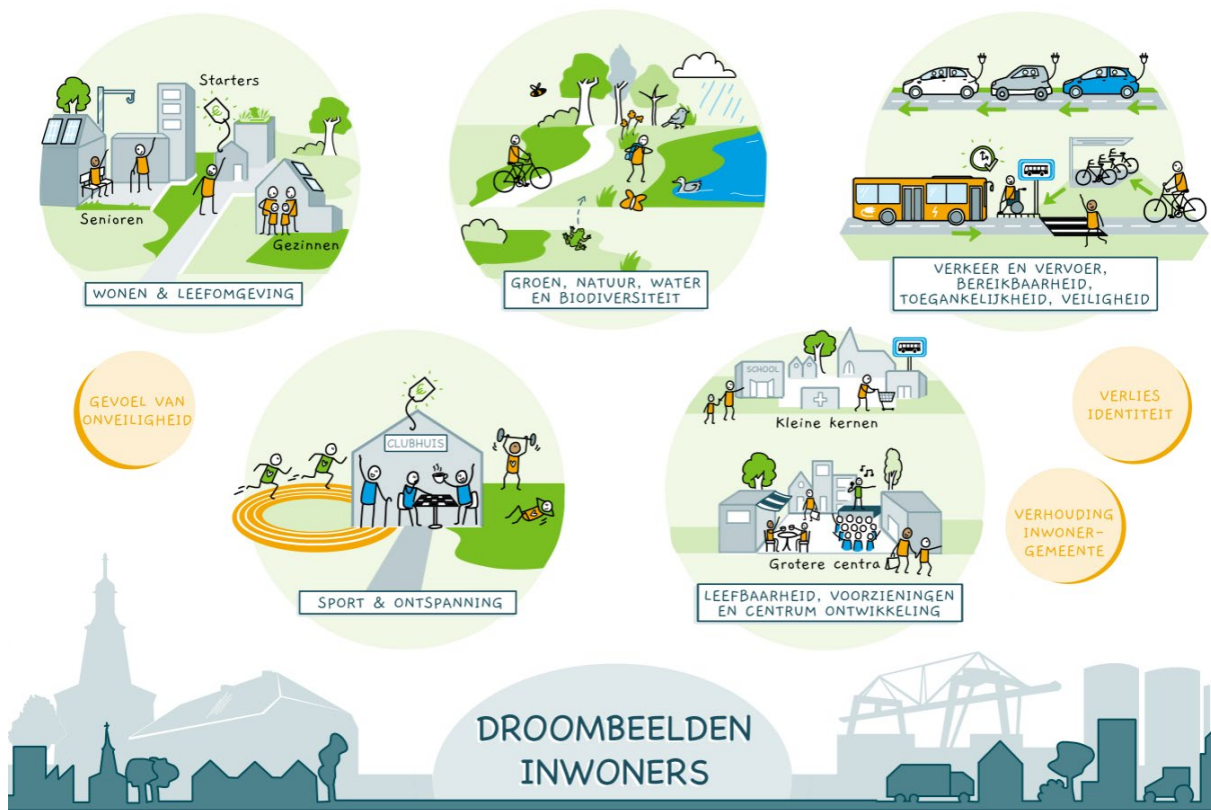 Starters
Senioren
Gezinnen
WONEN & LEEFOMGEVING
GROEN, NATUUR, WATER
EN BIODIVERSITEIT
VERKEER EN VERVOER,
BEREIKBAARHEID,
TOEGANKELIJKHEID, VEILIGHEID
GEVOEL VAN
ONVEILIGHEID
CLUBHUIS
SPORT & ONTSPANNING
SCHOOL
Kleine kernen
Grotere centra
LEEFBAARHEID, VOORZIENINGEN
EN CENTRUM ONTWIKKELING
VERLIES
IDENTITEIT
VERHOUDING
INWONER-
GEMEENTE
DROOMBEELDEN
INWONERS